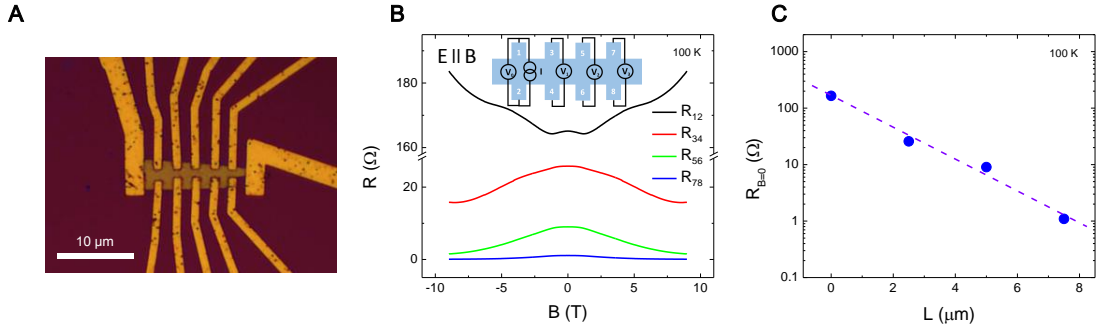 A
10 μm
B
E || B
100 K
1 3 5 7
V₀ I V₁ V₂ V₃
2 4 6 8
180
160
20
0
R (Ω)
R₁₂
R₃₄
R₅₆
R₇₈
-10 -5 0 5 10
B (T)
C
100 K
1000
100
10
1
0.1
R_B=0 (Ω)
0 2 4 6 8
L (μm)